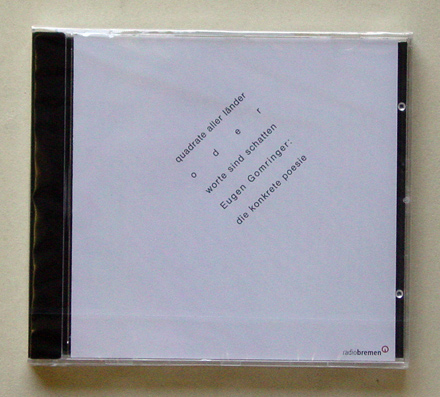 quadrate aller länder
o d e r
worte sind schatten
Eugen Gomringer:
die konkrete poesie
radiobremen